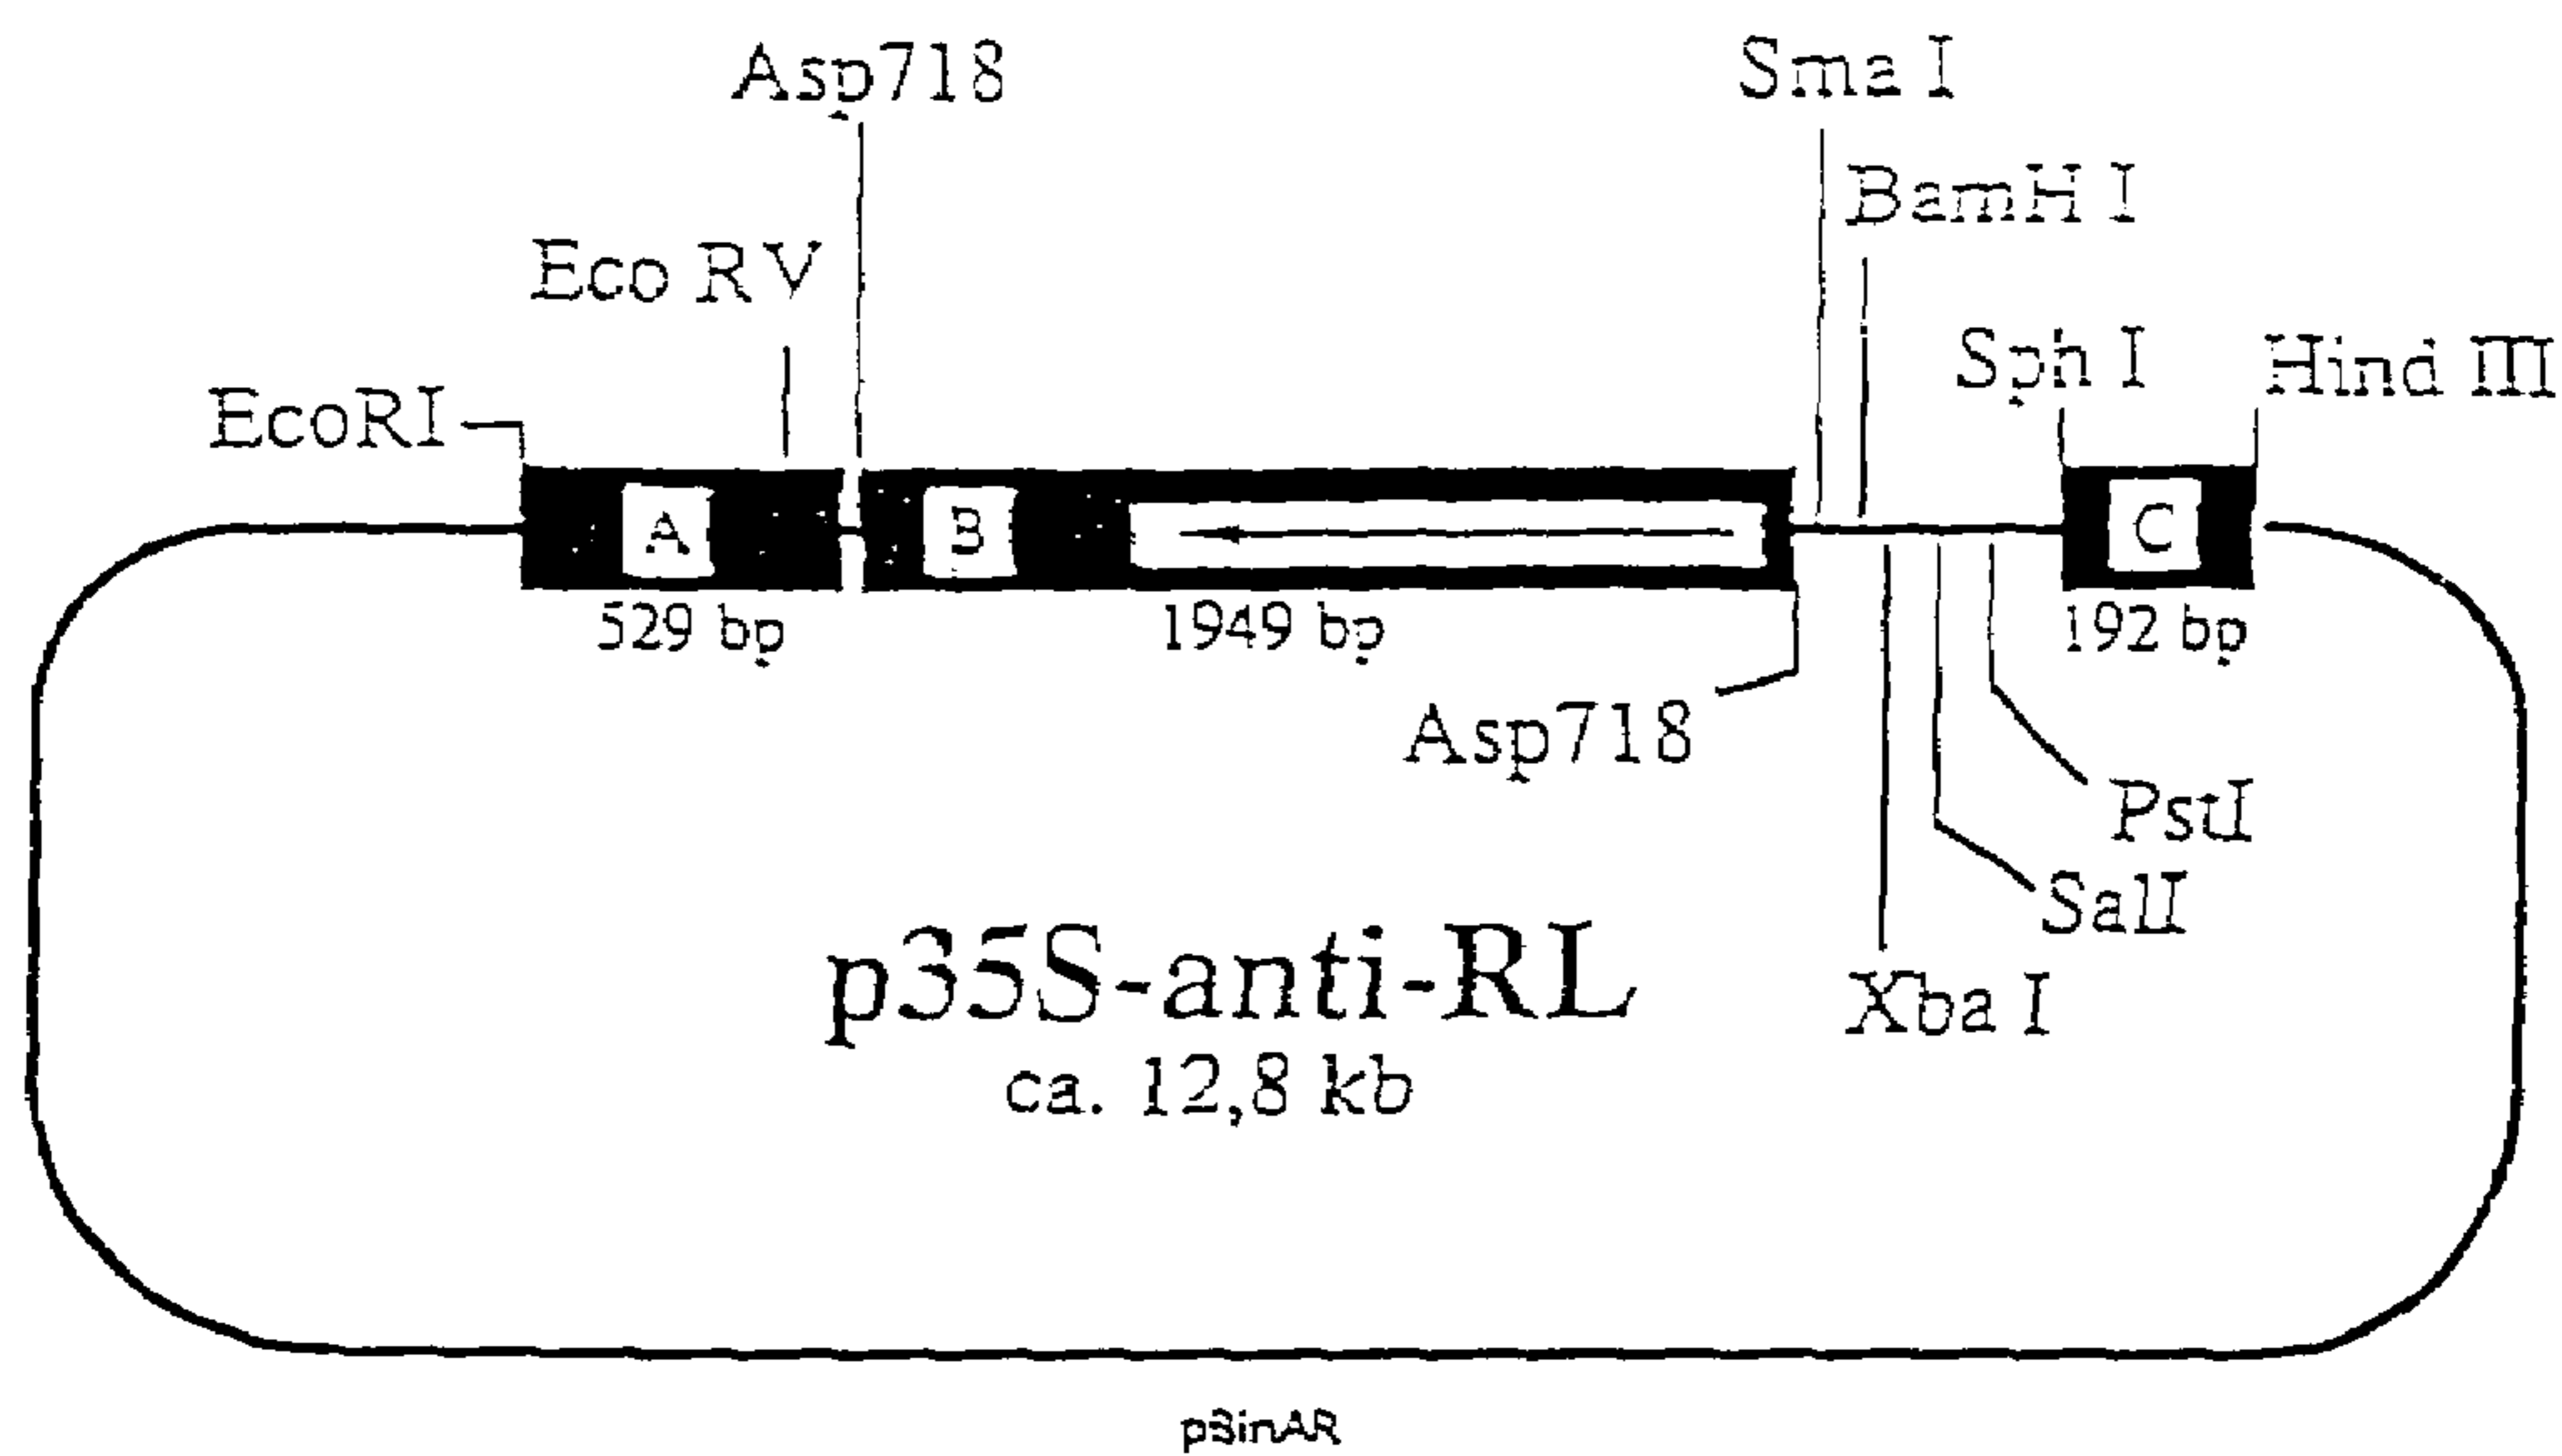 Asp718
Sma I
BamH I
Eco RV
Sph I
Hind III
EcoRI
A
B
C
529 bp
1949 bp
192 bp
Asp718
PstI
SalI
Xba I
p35S-anti-RL
ca. 12,8 kb
pBinAR